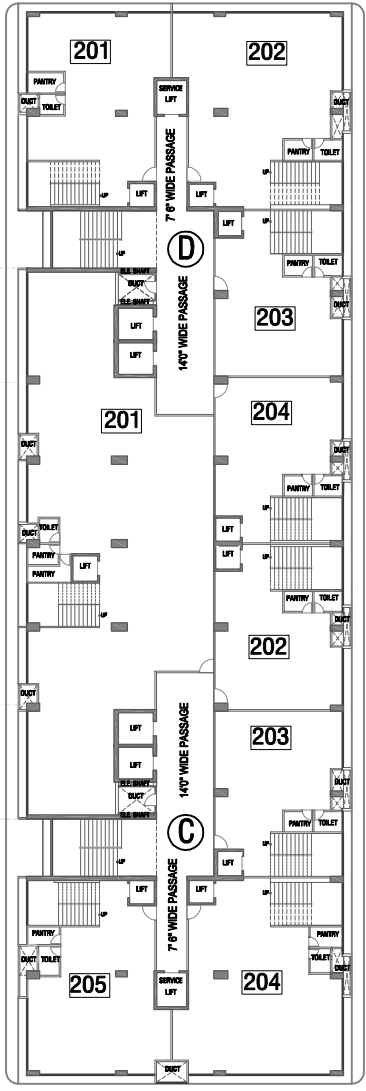 201
202
PANTRY
SERVICE
LIFT
DUCT
TOILET
DUCT
7' 6" WIDE PASSAGE
PANTRY
TOILET
UP
UP
LIFT
LIFT
LIFT
UP
UP
D
PANTRY
TOILET
ELE. SHAFT
DUCT
ELE. SHAFT
14'0" WIDE PASSAGE
DUCT
LIFT
203
LIFT
201
204
DUCT
DUCT
PANTRY
TOILET
UP
TOILET
DUCT
LIFT
PANTRY
LIFT
LIFT
PANTRY
UP
UP
PANTRY
TOILET
DUCT
202
DUCT
14'0" WIDE PASSAGE
LIFT
203
LIFT
DUCT
ELE. SHAFT
DUCT
ELE. SHAFT
C
PANTRY
TOILET
UP
UP
LIFT
7' 6" WIDE PASSAGE
LIFT
LIFT
UP
UP
PANTRY
PANTRY
DUCT
TOILET
TOILET
DUCT
205
SERVICE
LIFT
204
DUCT